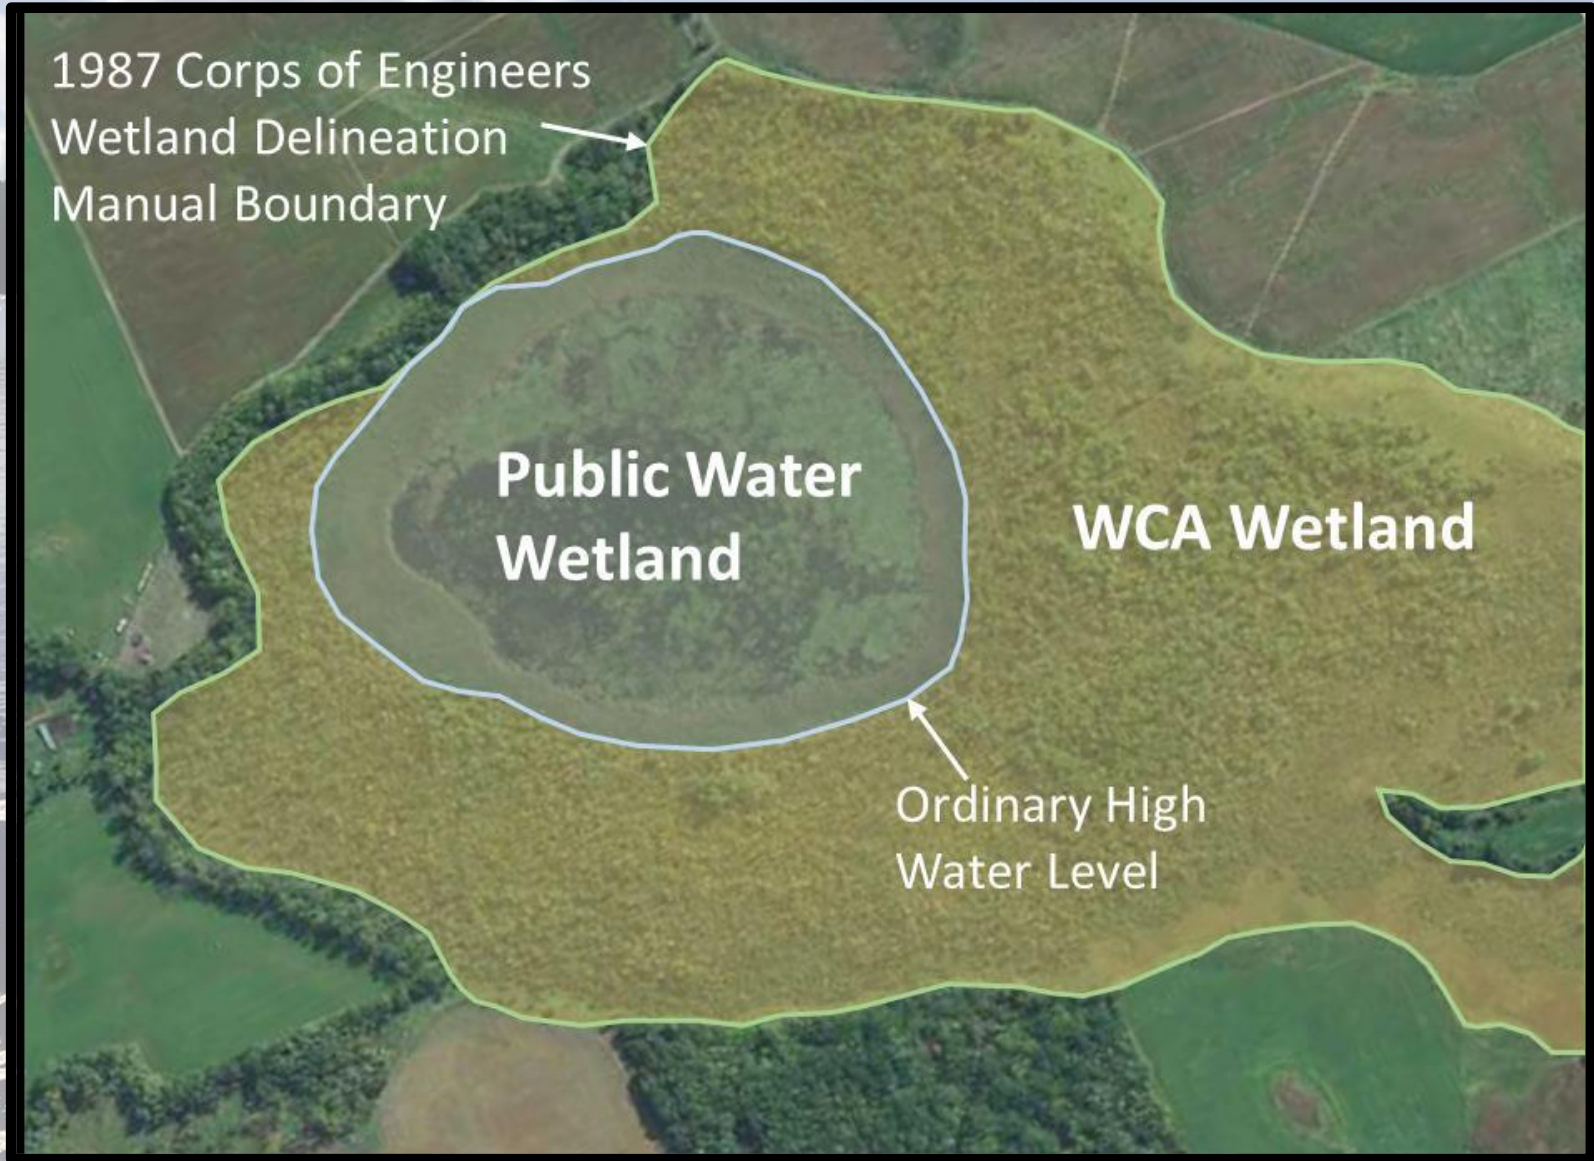 1987 Corps of Engineers
Wetland Delineation
Manual Boundary
Public Water
Wetland
WCA Wetland
Ordinary High
Water Level